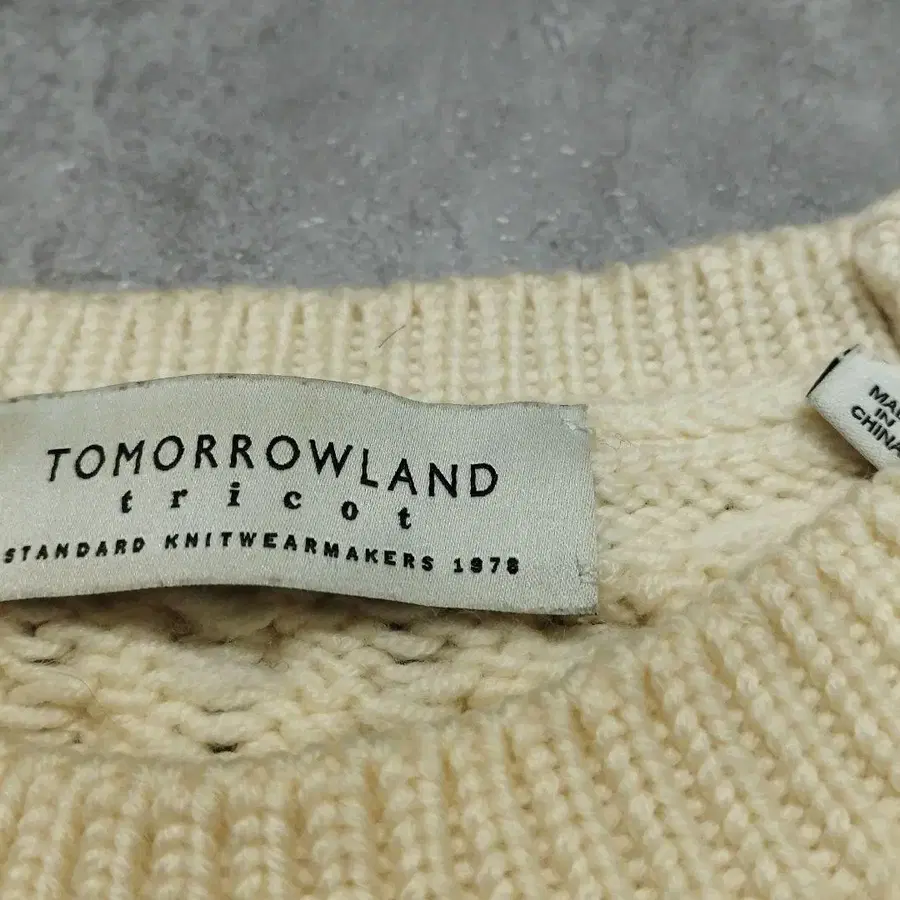 TOMORROWLAND
tricot
STANDARD KNITWEARMAKERS 1978
MADE
IN
CHINA